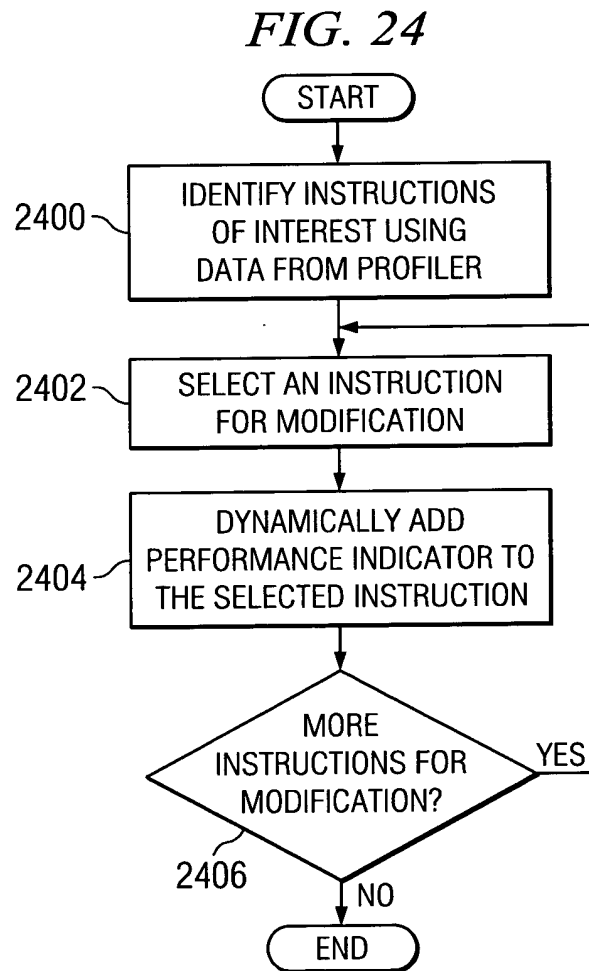 FIG. 24
START
2400
IDENTIFY INSTRUCTIONS
OF INTEREST USING
DATA FROM PROFILER
2402
SELECT AN INSTRUCTION
FOR MODIFICATION
2404
DYNAMICALLY ADD
PERFORMANCE INDICATOR TO
THE SELECTED INSTRUCTION
MORE
INSTRUCTIONS FOR
MODIFICATION?
YES
2406
NO
END